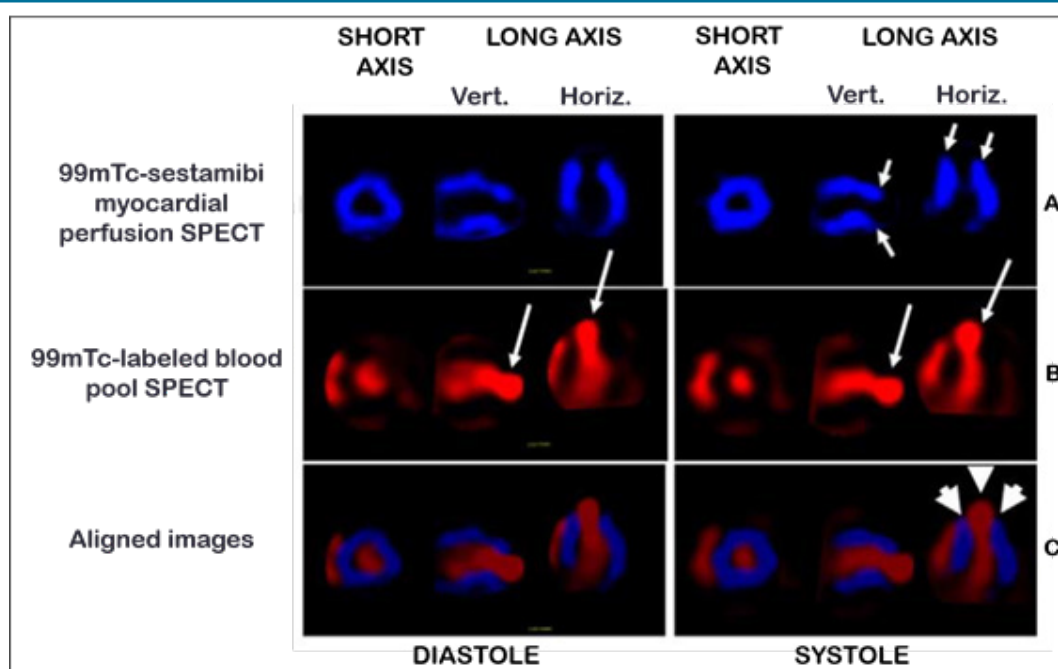 SHORT AXIS LONG AXIS SHORT AXIS LONG AXIS
Vert. Horiz. Vert. Horiz.
99mTc-sestamibi
myocardial
perfusion SPECT
A
99mTc-labeled blood
pool SPECT
B
Aligned images
C
DIASTOLE SYSTOLE